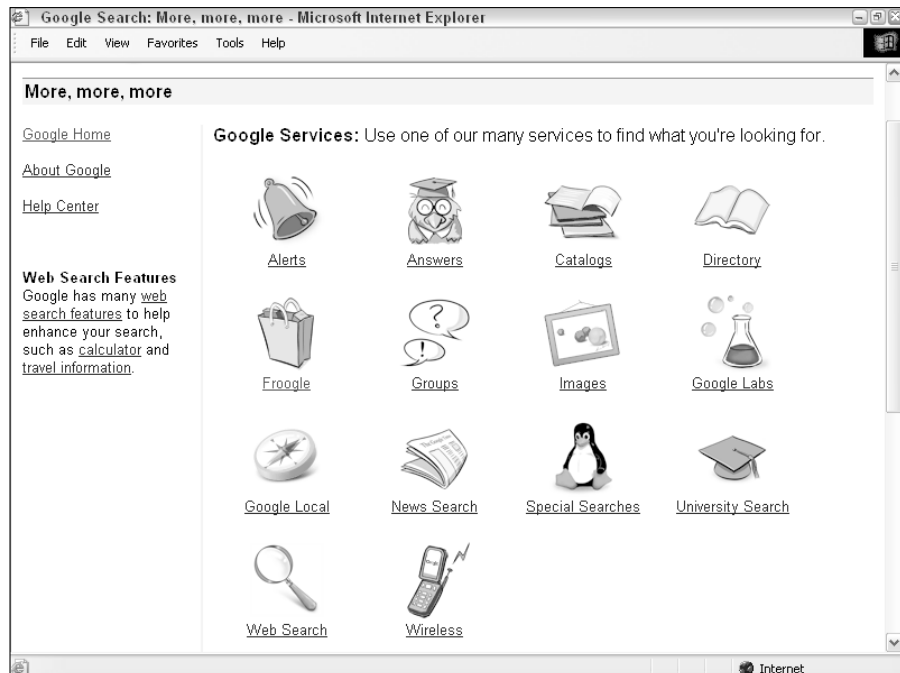 Google Search: More, more, more - Microsoft Internet Explorer
File Edit View Favorites Tools Help
More, more, more
Google Home
About Google
Help Center
Web Search Features
Google has many web
search features to help
enhance your search,
such as calculator and
travel information.
Google Services: Use one of our many services to find what you're looking for.
Alerts Answers Catalogs Directory
Froogle Groups Images Google Labs
Google Local News Search Special Searches University Search
Web Search Wireless
Internet